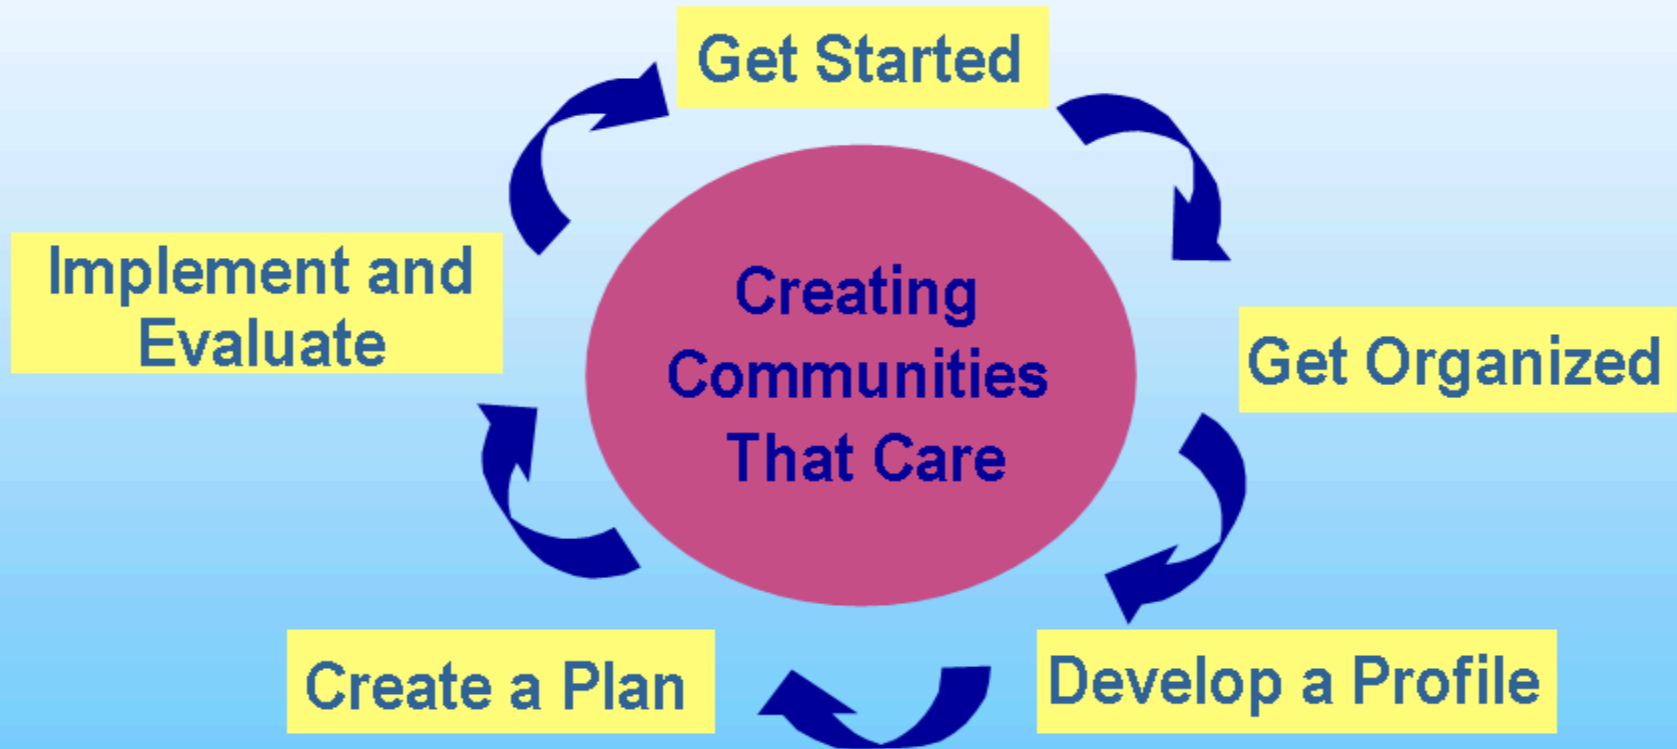 Get Started
Implement and
Evaluate
Creating
Communities
That Care
Get Organized
Create a Plan
Develop a Profile